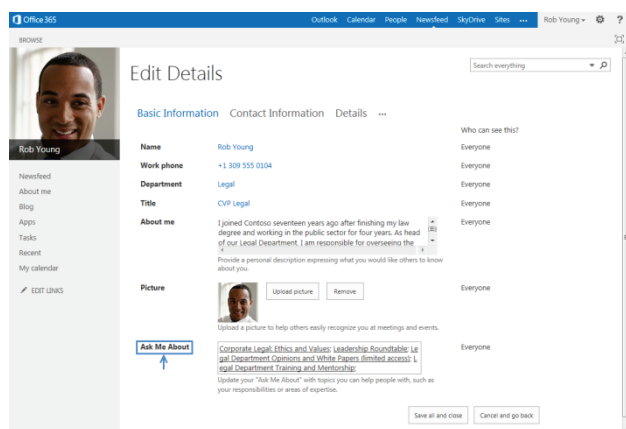 Office 365
Outlook Calendar People Newsfeed SkyDrive Sites ... Rob Young ?
BROWSE
Edit Details
Search everything
Basic Information Contact Information Details ...
Who can see this?
Rob Young
Name Rob Young Everyone
Work phone +1 309 555 0104 Everyone
Newsfeed
Department Legal Everyone
About me
Title CVP Legal Everyone
Blog
Apps
Tasks
Recent
My calendar
EDIT LINKS
About me I joined Contoso seventeen years ago after finishing my law Everyone
degree and working in the public sector for four years. As head
of our Legal Department, I am responsible for overseeing the
Provide a personal description expressing what you would like others to know
about you.
Picture Upload picture Remove Everyone
Upload a picture to help others easily recognize you at meetings and events.
Ask Me About Corporate Legal: Ethics and Values; Leadership Roundtable; Le Everyone
gal Department Opinions and White Papers (limited access); L
egal Department Training and Mentorship;
Update your "Ask Me About" with topics you can help people with, such as
your responsibilities or areas of expertise.
Save all and close Cancel and go back